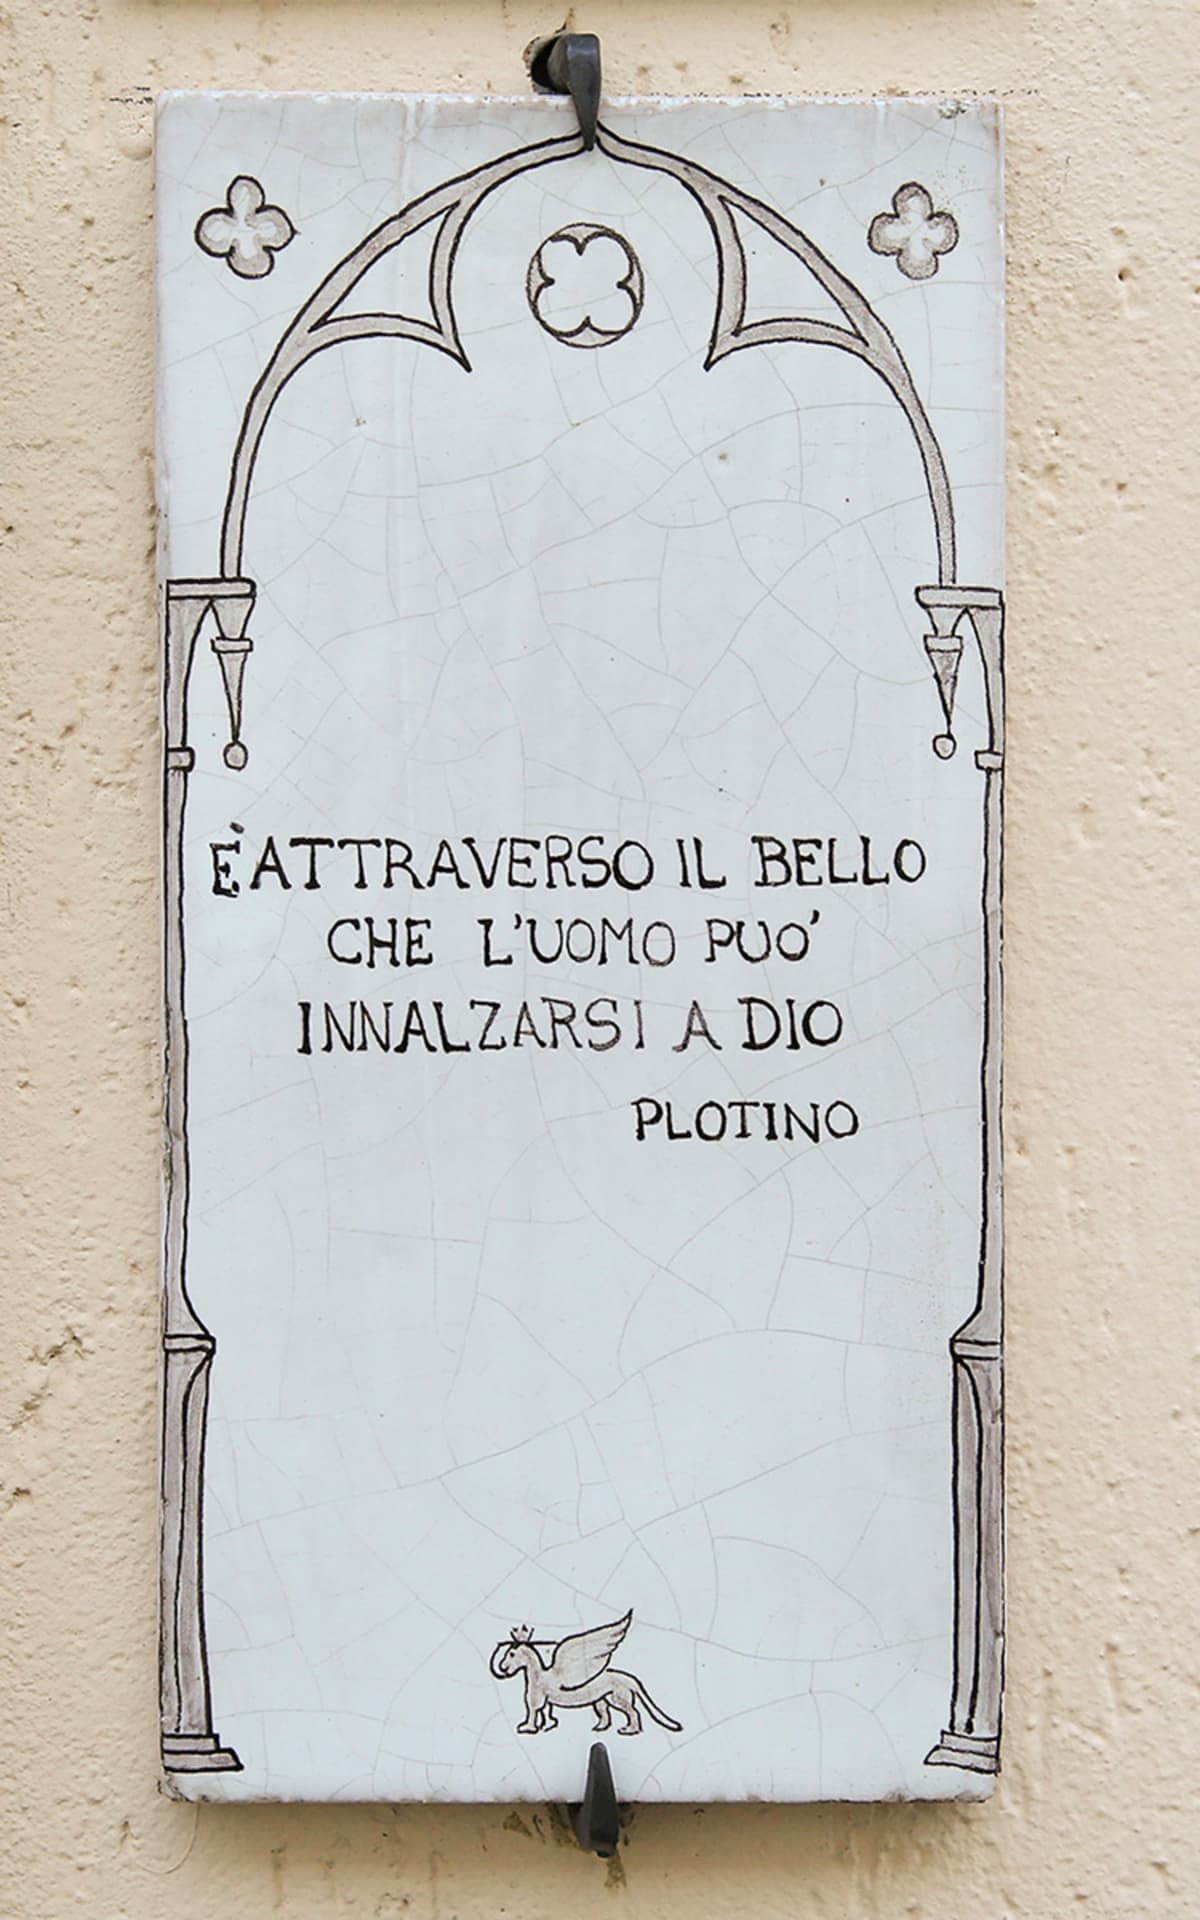 È ATTRAVERSO IL BELLO
CHE L'UOMO PUO'
INNALZARSI A DIO
PLOTINO